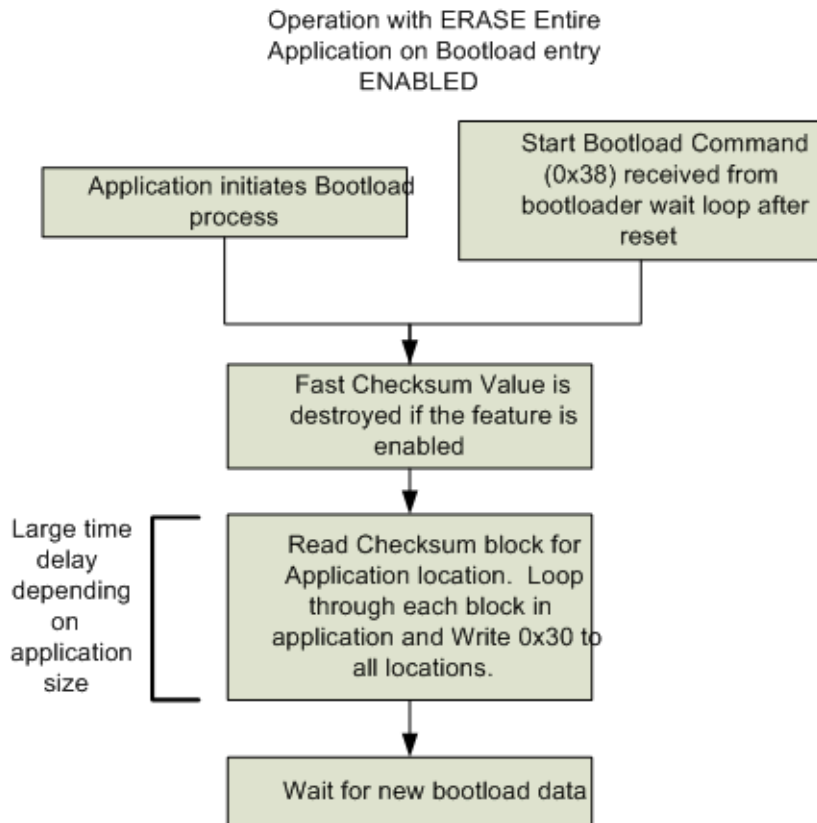 Operation with ERASE Entire
Application on Bootload entry
ENABLED
Application initiates Bootload
process
Start Bootload Command
(0x38) received from
bootloader wait loop after
reset
Fast Checksum Value is
destroyed if the feature is
enabled
Large time
delay
depending
on
application
size
Read Checksum block for
Application location. Loop
through each block in
application and Write 0x30 to
all locations.
Wait for new bootload data